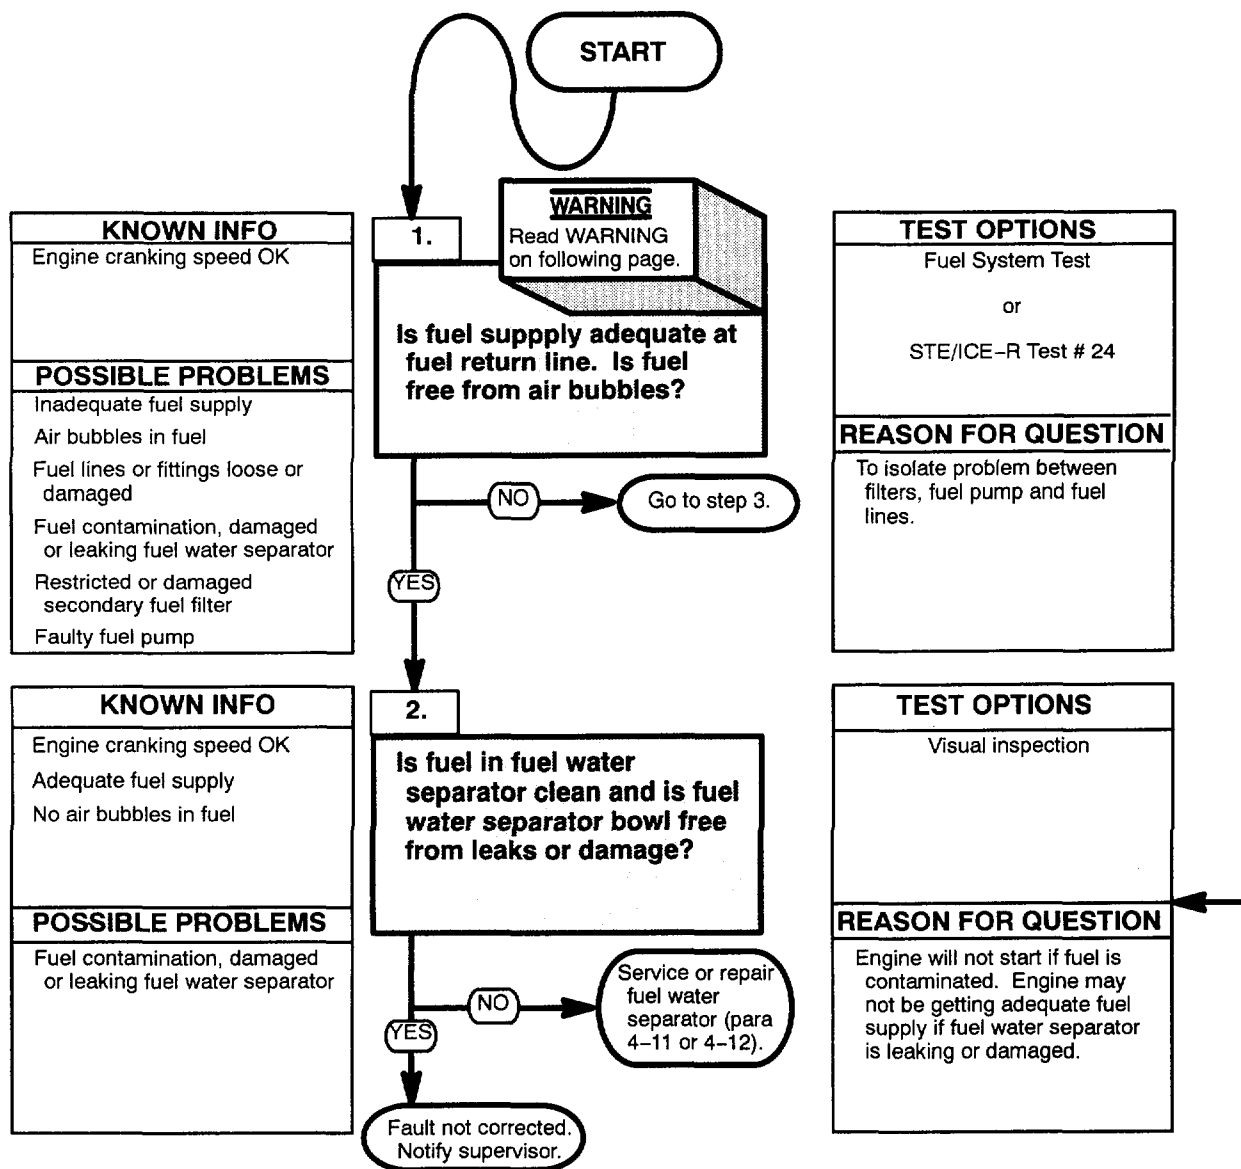 START
WARNING
Read WARNING
on following page.
KNOWN INFO
Engine cranking speed OK
POSSIBLE PROBLEMS
Inadequate fuel supply
Air bubbles in fuel
Fuel lines or fittings loose or
damaged
Fuel contamination, damaged
or leaking fuel water separator
Restricted or damaged
secondary fuel filter
Faulty fuel pump
1.
Is fuel suppply adequate at
fuel return line. Is fuel
free from air bubbles?
NO
Go to step 3.
YES
TEST OPTIONS
Fuel System Test
or
STE/ICE–R Test # 24
REASON FOR QUESTION
To isolate problem between
filters, fuel pump and fuel
lines.
KNOWN INFO
Engine cranking speed OK
Adequate fuel supply
No air bubbles in fuel
POSSIBLE PROBLEMS
Fuel contamination, damaged
or leaking fuel water separator
2.
Is fuel in fuel water
separator clean and is fuel
water separator bowl free
from leaks or damage?
NO
Service or repair
fuel water
separator (para
4–11 or 4–12).
YES
Fault not corrected.
Notify supervisor.
TEST OPTIONS
Visual inspection
REASON FOR QUESTION
Engine will not start if fuel is
contaminated. Engine may
not be getting adequate fuel
supply if fuel water separator
is leaking or damaged.